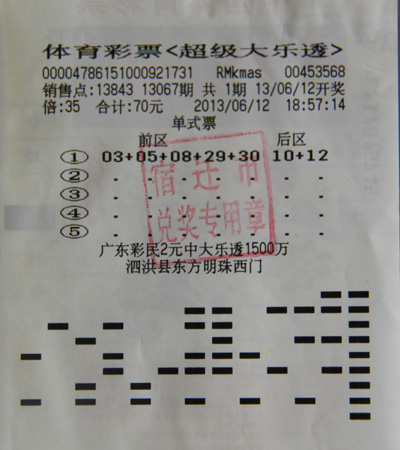 体育彩票<超级大乐透>
00004786151000921731 RMkmas 00453568
销售点:13843 13067期 共 1期 13/06/12开奖
倍:35 合计:70元 2013/06/12 18:57:14
单式票
前区 后区
① 03+05+08+29+30 10+12
② - - - - - - -
③ - - - - - - -
④ - - - - - - -
⑤ - - - - - - -
宿迁市
兑奖专用章
广东彩民2元中大乐透1500万
泗洪县东方明珠西门